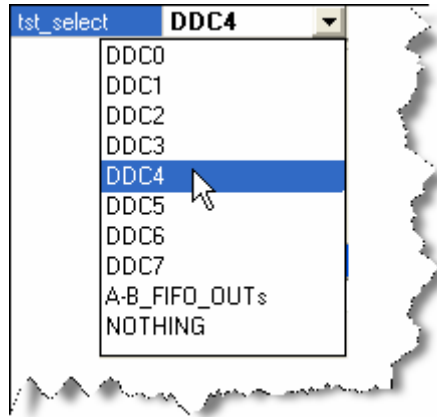 tst_select DDC4
DDC0
DDC1
DDC2
DDC3
DDC4
DDC5
DDC6
DDC7
A-B_FIFO_OUTs
NOTHING